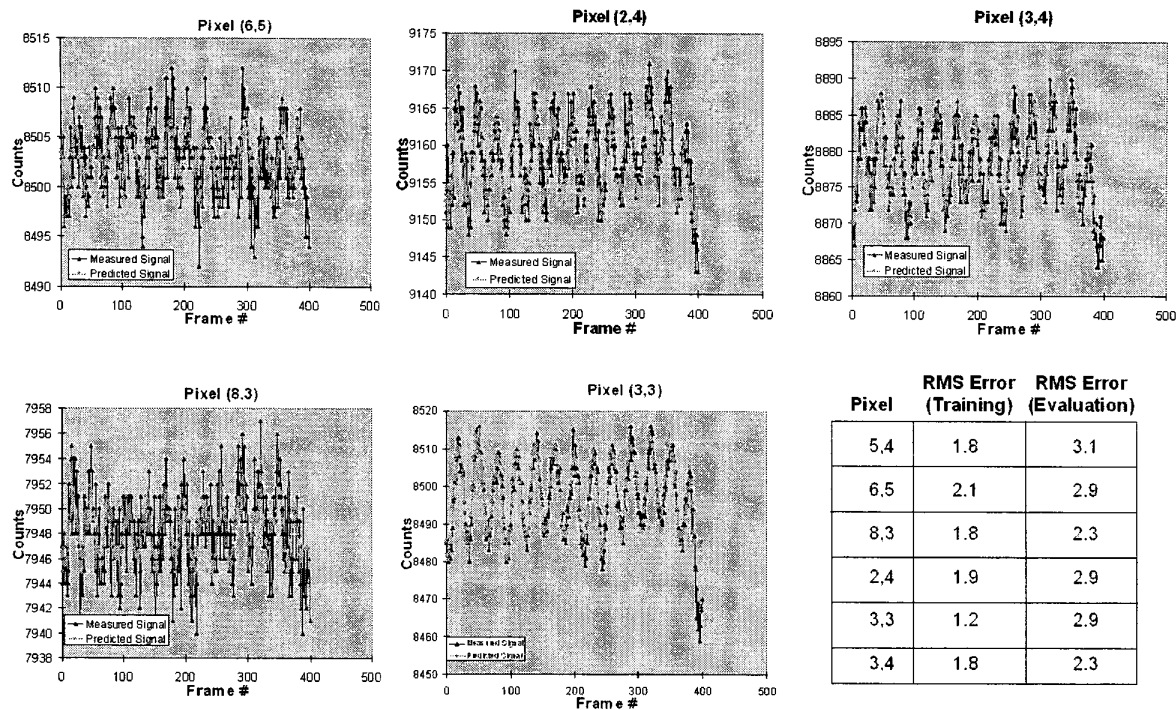 Pixel (6,5)
8515
8510
8505
8500
8495
8490
Counts
Measured Signal
Predicted Signal
0 100 200 300 400 500
Frame #
Pixel (2,4)
9175
9170
9165
9160
9155
9150
9145
9140
Counts
Measured Signal
Predicted Signal
0 100 200 300 400 500
Frame #
Pixel (3,4)
8895
8890
8885
8880
8875
8870
8865
8860
Counts
Measured Signal
Predicted Signal
0 100 200 300 400 500
Frame #
Pixel (8,3)
7958
7956
7954
7952
7950
7948
7946
7944
7942
7940
7938
Counts
Measured Signal
Predicted Signal
0 100 200 300 400 500
Frame #
Pixel (3,3)
8520
8510
8500
8490
8480
8470
8460
8450
Counts
Measured Signal
Predicted Signal
0 100 200 300 400 500
Frame #
Pixel RMS Error (Training) RMS Error (Evaluation)
5,4 1.8 3.1
6,5 2.1 2.9
8,3 1.8 2.3
2,4 1.9 2.9
3,3 1.2 2.9
3,4 1.8 2.3